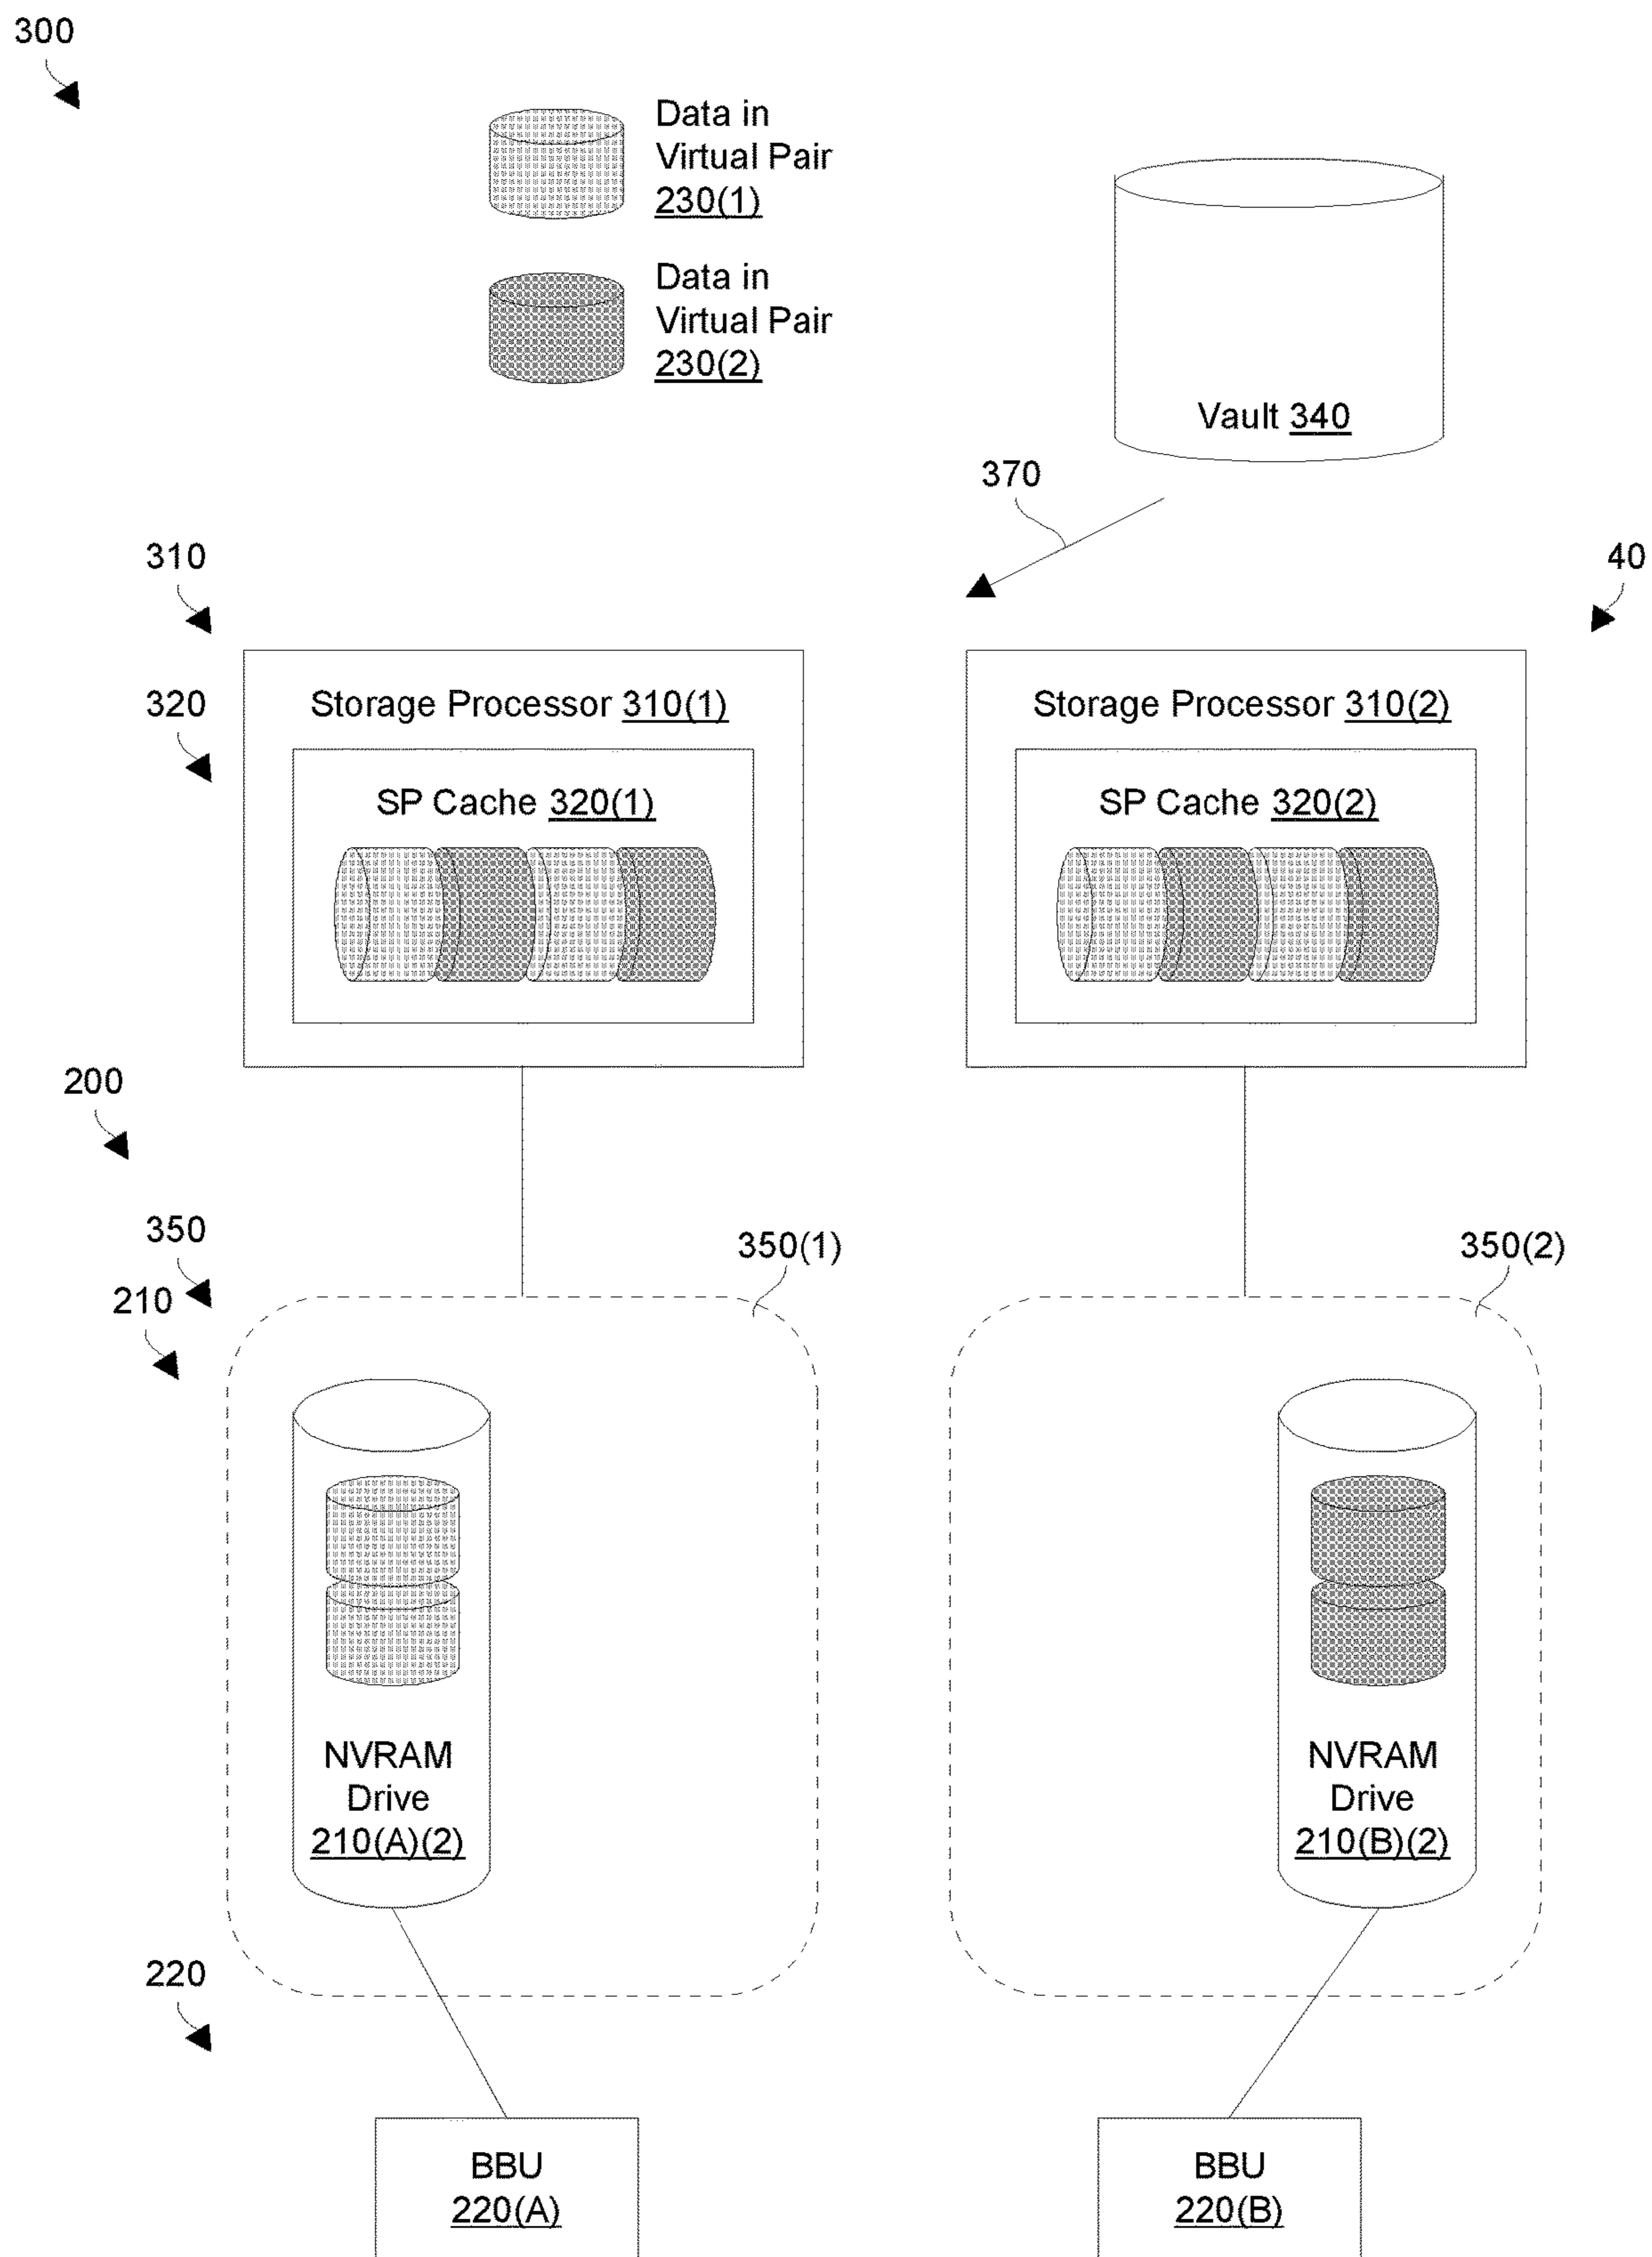 300
Data in
Virtual Pair
230(1)
Data in
Virtual Pair
230(2)
Vault 340
370
310
40
320
Storage Processor 310(1)
Storage Processor 310(2)
SP Cache 320(1)
SP Cache 320(2)
200
350
350(1)
350(2)
210
NVRAM
Drive
210(A)(2)
NVRAM
Drive
210(B)(2)
220
BBU
220(A)
BBU
220(B)